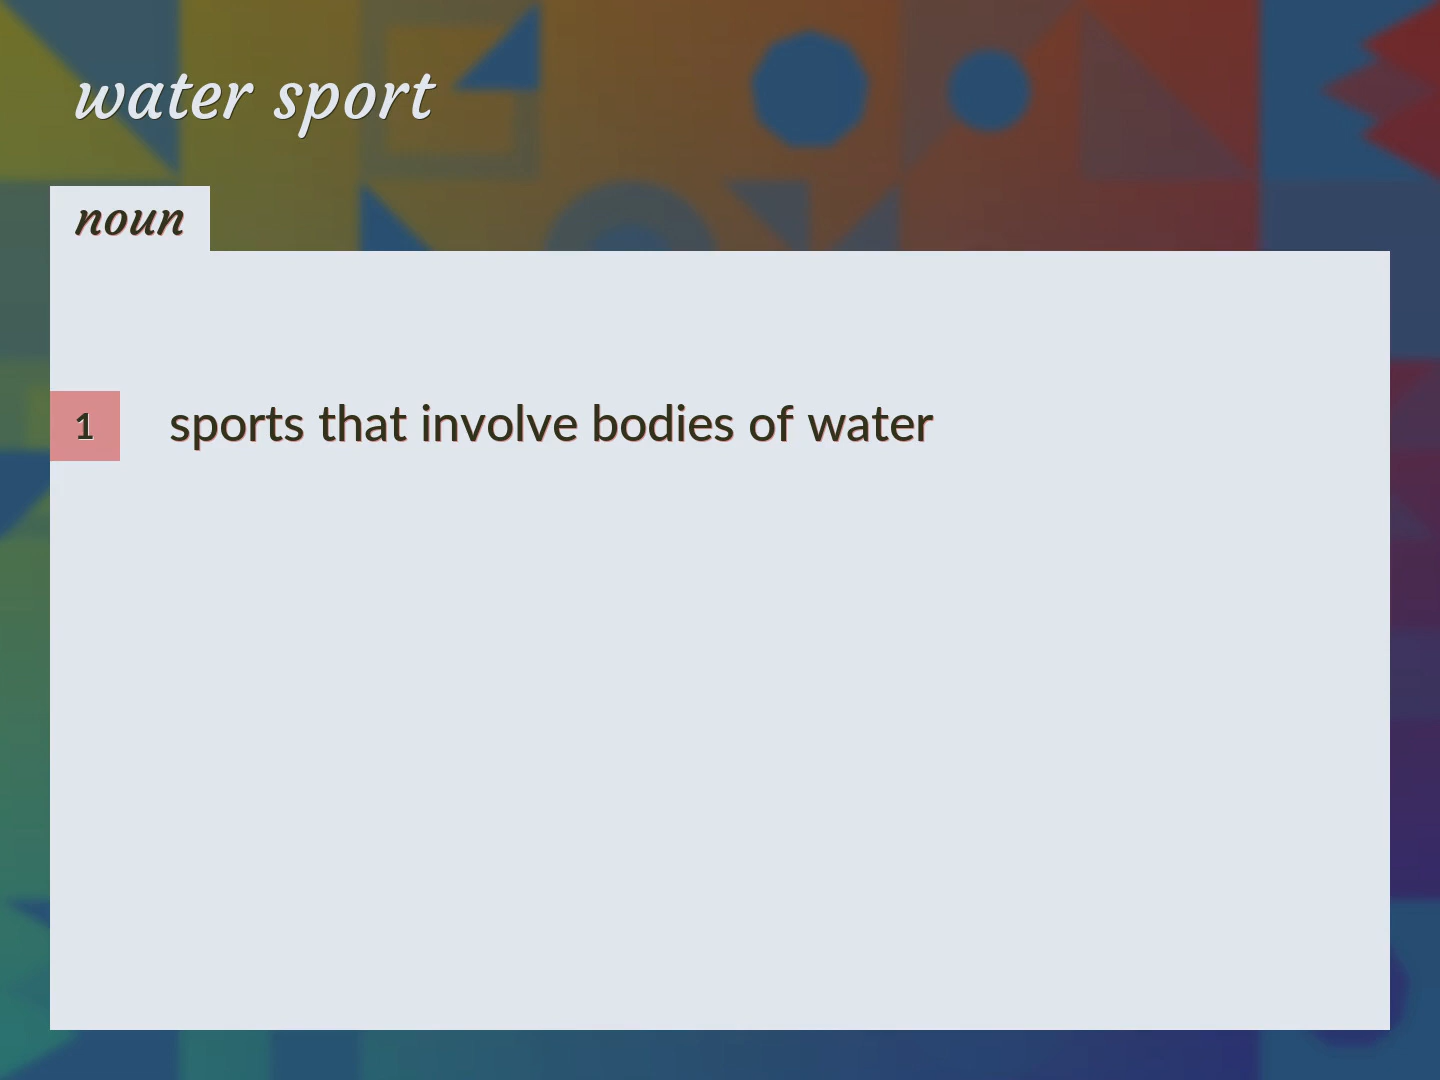 water sport
noun
1
sports that involve bodies of water